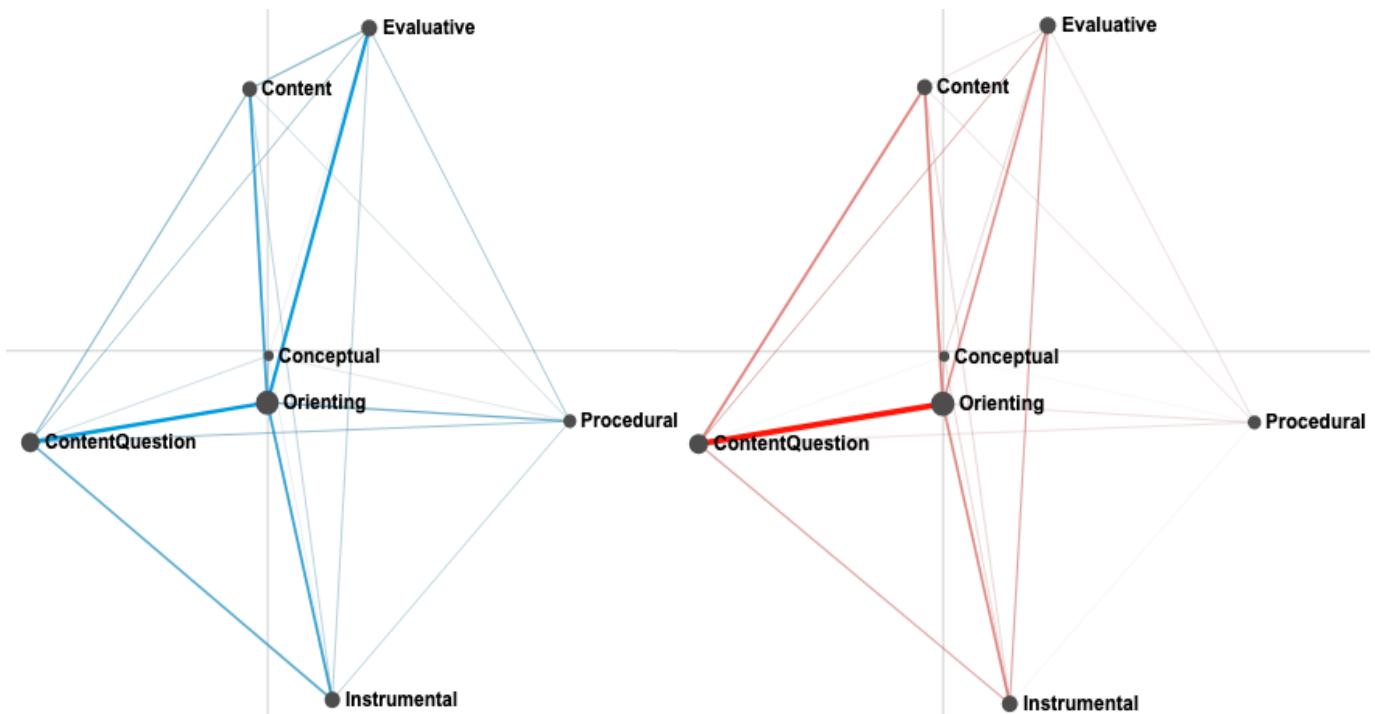 Evaluative
Content
Conceptual
Orienting
Procedural
ContentQuestion
Instrumental
Evaluative
Content
Conceptual
Orienting
Procedural
ContentQuestion
Instrumental